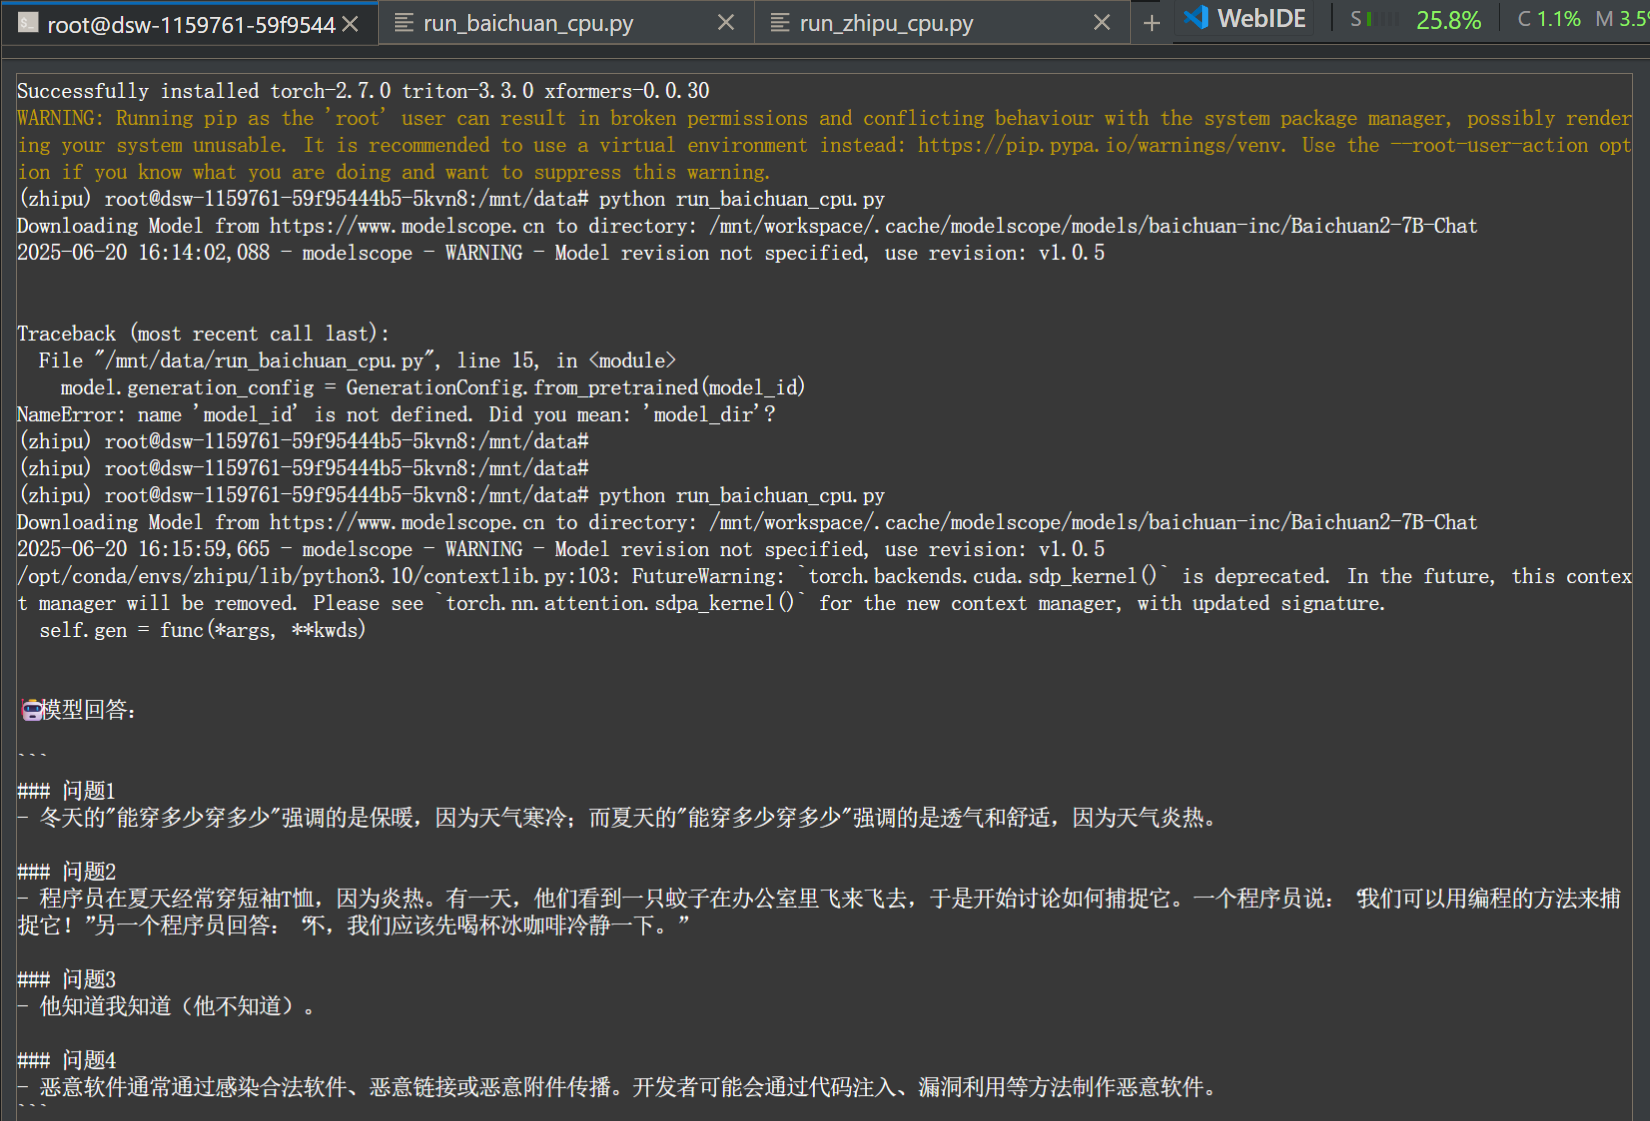 root@dsw-1159761-59f9544 × run_baichuan_cpu.py × run_zhipu_cpu.py × + WebIDE S 25.8% C 1.1% M 3.5%
Successfully installed torch-2.7.0 triton-3.3.0 xformers-0.0.30
WARNING: Running pip as the 'root' user can result in broken permissions and conflicting behaviour with the system package manager, possibly render
ing your system unusable. It is recommended to use a virtual environment instead: https://pip.pypa.io/warnings/venv. Use the --root-user-action opt
ion if you know what you are doing and want to suppress this warning.
(zhipu) root@dsw-1159761-59f95444b5-5kvn8:/mnt/data# python run_baichuan_cpu.py
Downloading Model from https://www.modelscope.cn to directory: /mnt/workspace/.cache/modelscope/models/baichuan-inc/Baichuan2-7B-Chat
2025-06-20 16:14:02,088 - modelscope - WARNING - Model revision not specified, use revision: v1.0.5
Traceback (most recent call last):
  File "/mnt/data/run_baichuan_cpu.py", line 15, in <module>
    model.generation_config = GenerationConfig.from_pretrained(model_id)
NameError: name 'model_id' is not defined. Did you mean: 'model_dir'?
(zhipu) root@dsw-1159761-59f95444b5-5kvn8:/mnt/data#
(zhipu) root@dsw-1159761-59f95444b5-5kvn8:/mnt/data#
(zhipu) root@dsw-1159761-59f95444b5-5kvn8:/mnt/data# python run_baichuan_cpu.py
Downloading Model from https://www.modelscope.cn to directory: /mnt/workspace/.cache/modelscope/models/baichuan-inc/Baichuan2-7B-Chat
2025-06-20 16:15:59,665 - modelscope - WARNING - Model revision not specified, use revision: v1.0.5
/opt/conda/envs/zhipu/lib/python3.10/contextlib.py:103: FutureWarning: `torch.backends.cuda.sdp_kernel()` is deprecated. In the future, this contex
t manager will be removed. Please see `torch.nn.attention.sdpa_kernel()` for the new context manager, with updated signature.
  self.gen = func(*args, **kwds)
🤖模型回答：
```
### 问题1
- 冬天的"能穿多少穿多少"强调的是保暖，因为天气寒冷；而夏天的"能穿多少穿多少"强调的是透气和舒适，因为天气炎热。
### 问题2
- 程序员在夏天经常穿短袖T恤，因为炎热。有一天，他们看到一只蚊子在办公室里飞来飞去，于是开始讨论如何捕捉它。一个程序员说：“我们可以用编程的方法来捕
捉它！”另一个程序员回答：“不，我们应该先喝杯冰咖啡冷静一下。”
### 问题3
- 他知道我知道（他不知道）。
### 问题4
- 恶意软件通常通过感染合法软件、恶意链接或恶意附件传播。开发者可能会通过代码注入、漏洞利用等方法制作恶意软件。
```